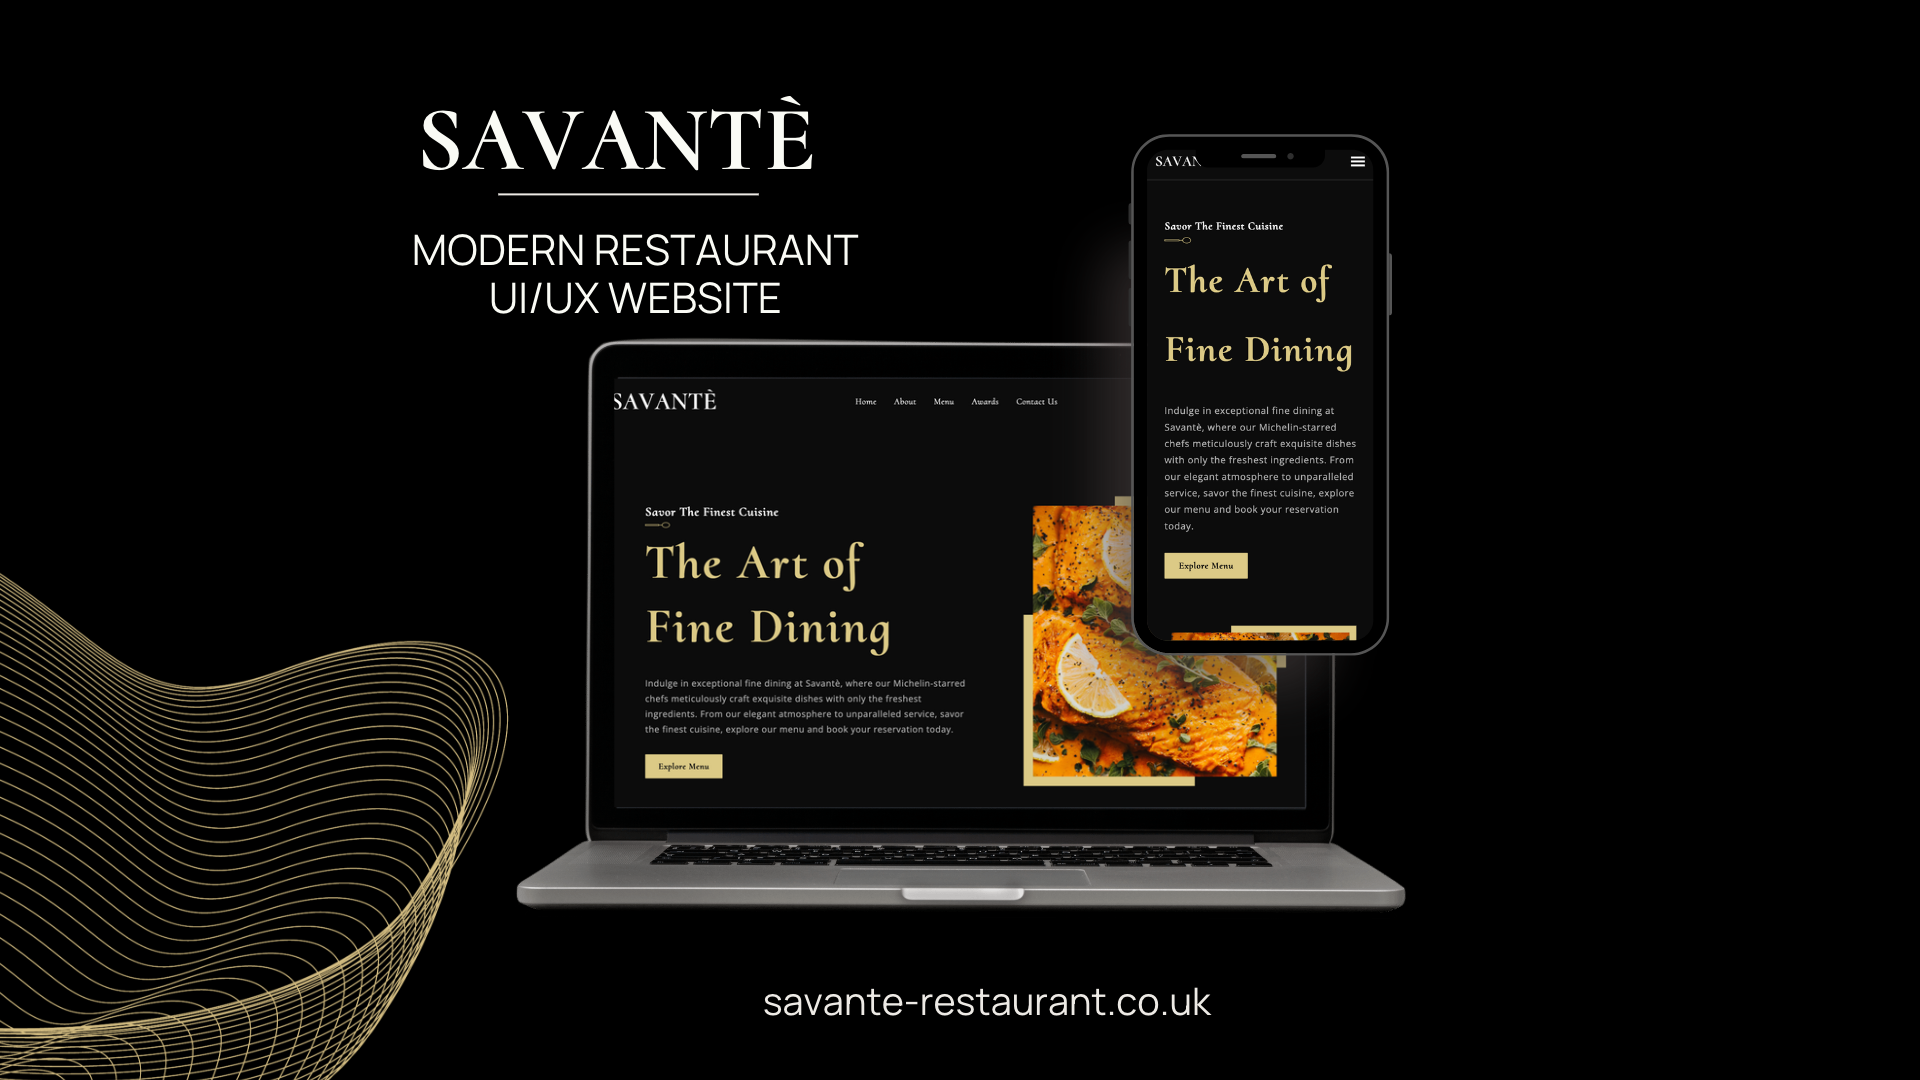 SAVANTÈ
MODERN RESTAURANT
UI/UX WEBSITE
SAVANTÈ
Home About Menu Awards Contact Us
Savor The Finest Cuisine
The Art of
Fine Dining
Indulge in exceptional fine dining at Savantè, where our Michelin-starred
chefs meticulously craft exquisite dishes with only the freshest
ingredients. From our elegant atmosphere to unparalleled service, savor
the finest cuisine, explore our menu and book your reservation today.
Explore Menu
SAVAN
Savor The Finest Cuisine
The Art of
Fine Dining
Indulge in exceptional fine dining at
Savantè, where our Michelin-starred
chefs meticulously craft exquisite dishes
with only the freshest ingredients. From
our elegant atmosphere to unparalleled
service, savor the finest cuisine, explore
our menu and book your reservation
today.
Explore Menu
savante-restaurant.co.uk